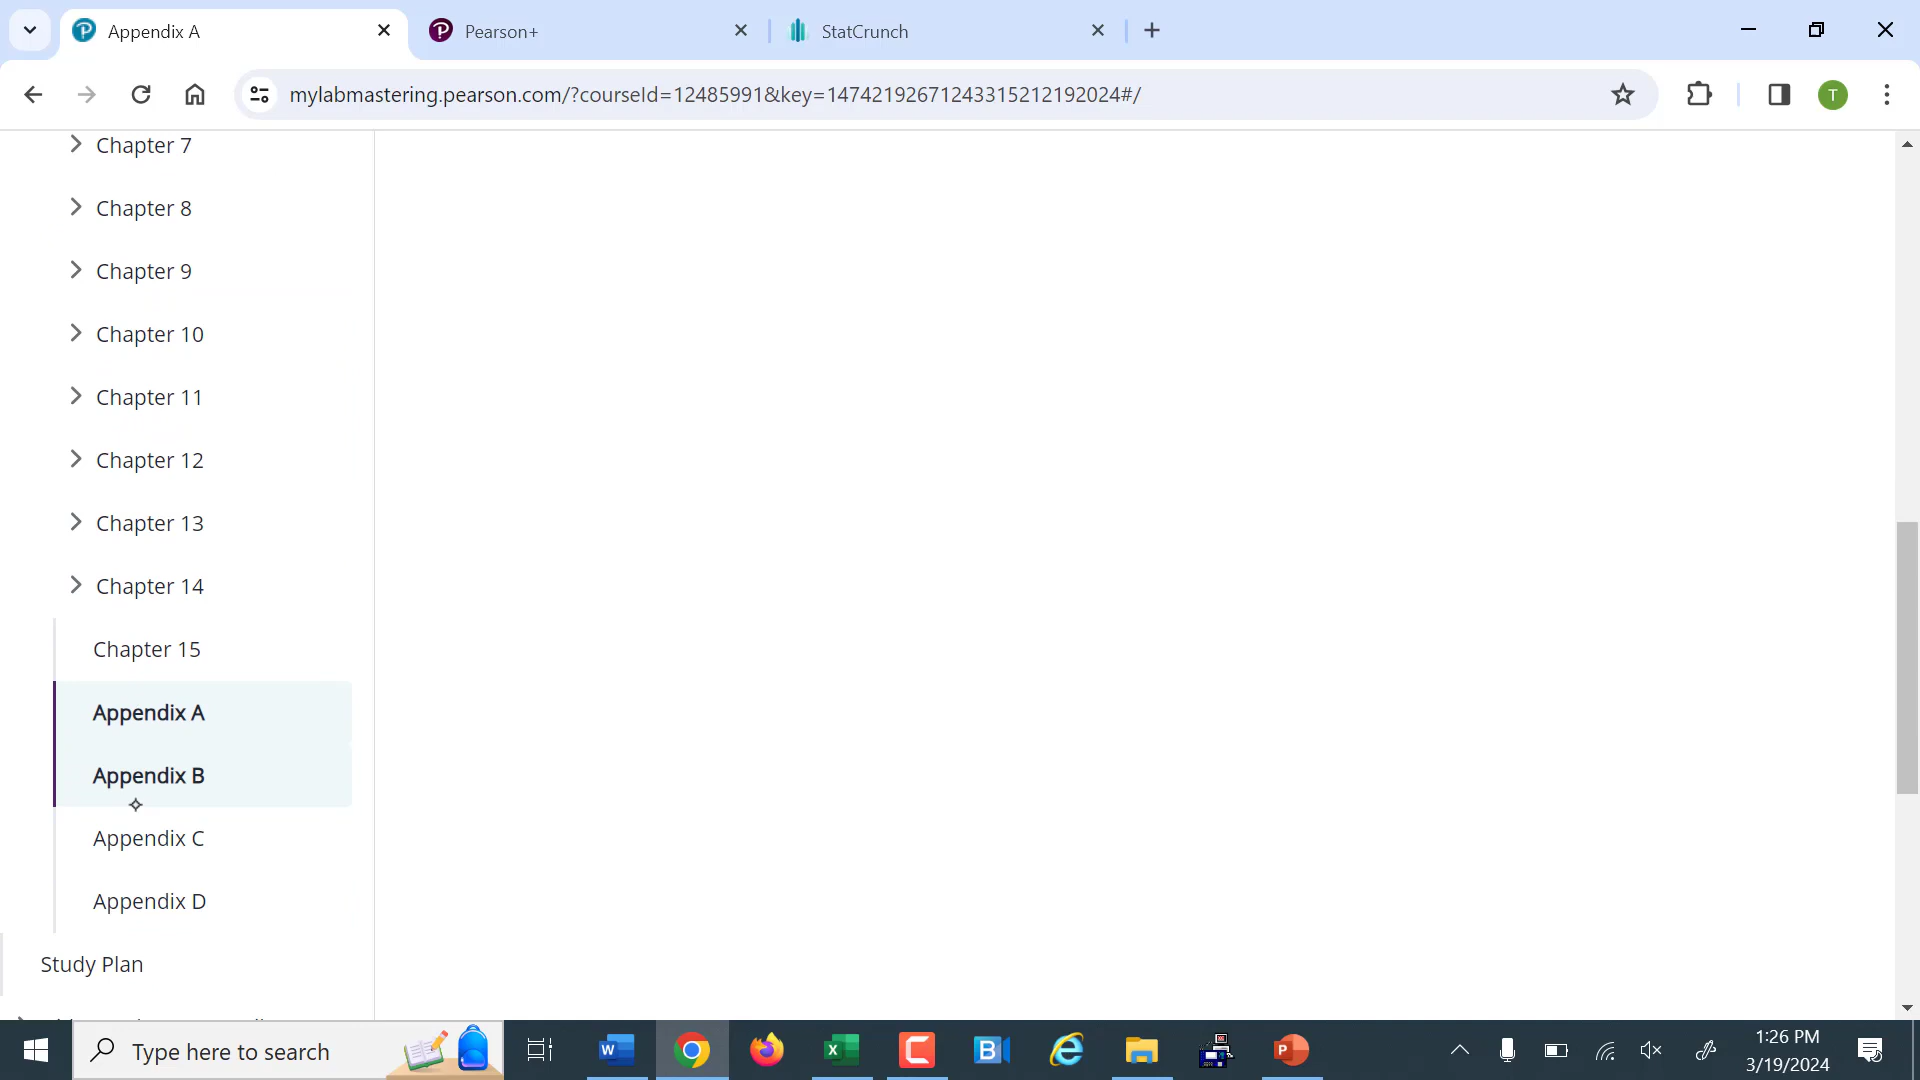 Appendix A
Pearson+
StatCrunch
mylabmastering.pearson.com/?courseId=12485991&key=14742192671243315212192024#/
T
Chapter 7
Chapter 8
Chapter 9
Chapter 10
Chapter 11
Chapter 12
Chapter 13
Chapter 14
Chapter 15
Appendix A
Appendix B
Appendix C
Appendix D
Study Plan
Type here to search
1:26 PM
3/19/2024